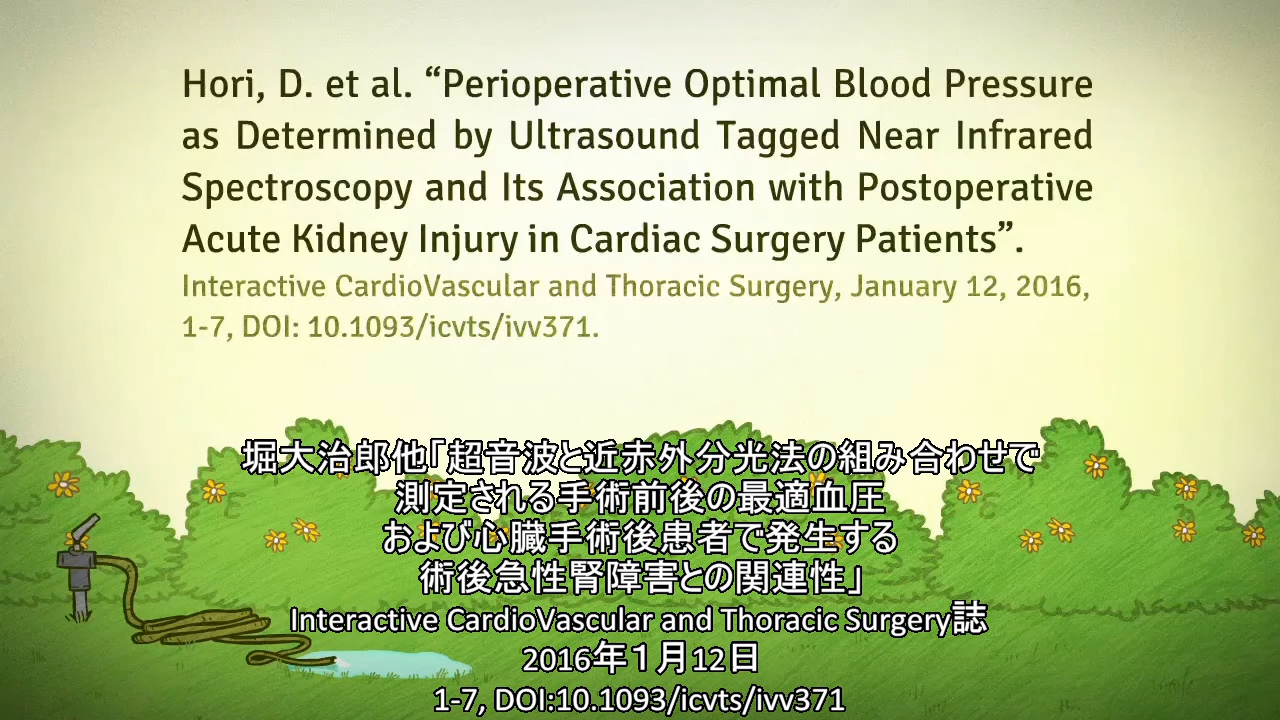 Hori, D. et al. “Perioperative Optimal Blood Pressure
as Determined by Ultrasound Tagged Near Infrared
Spectroscopy and Its Association with Postoperative
Acute Kidney Injury in Cardiac Surgery Patients”.
Interactive CardioVascular and Thoracic Surgery, January 12, 2016,
1-7, DOI: 10.1093/icvts/ivv371.
堀大治郎他「超音波と近赤外分光法の組み合わせで
測定される手術前後の最適血圧
および心臓手術後患者で発生する
術後急性腎障害との関連性」
Interactive CardioVascular and Thoracic Surgery誌
2016年１月12日
1-7, DOI:10.1093/icvts/ivv371